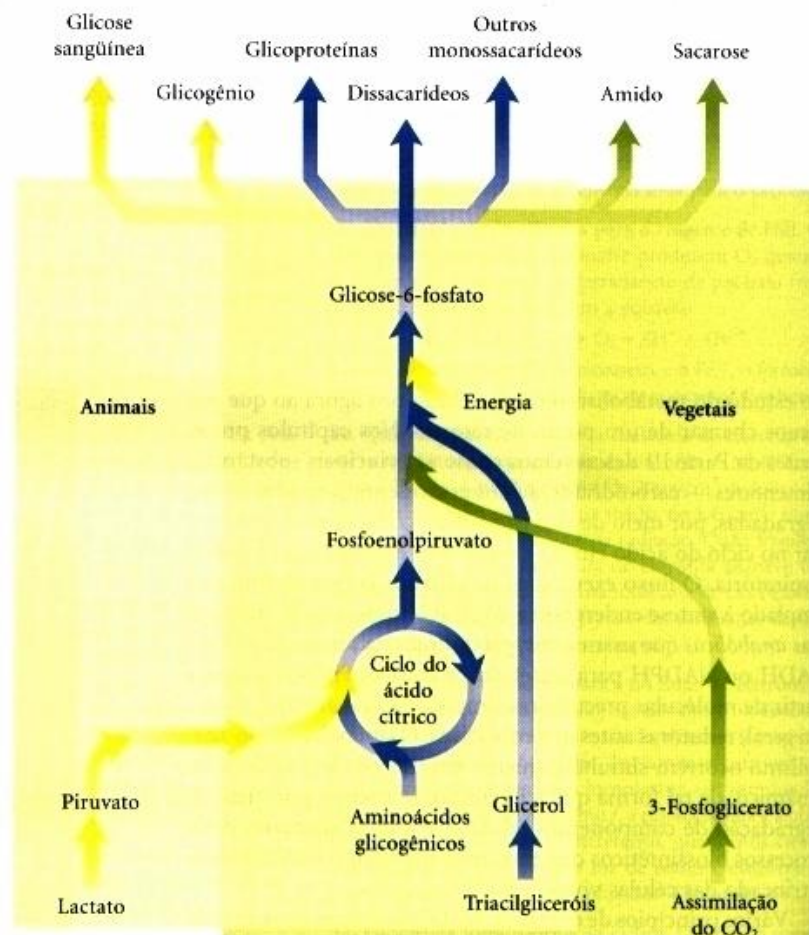 Glicose
sangüínea
Glicoproteínas
Outros
monossacarídeos
Sacarose
Glicogênio
Dissacarídeos
Amido
Glicose-6-fosfato
Animais
Energia
Vegetais
Fosfoenolpiruvato
Ciclo do
ácido
cítrico
Piruvato
Aminoácidos
glicogênicos
Glicerol
3-Fosfoglicerato
Lactato
Triacilgliceróis
Assimilação
do CO₂